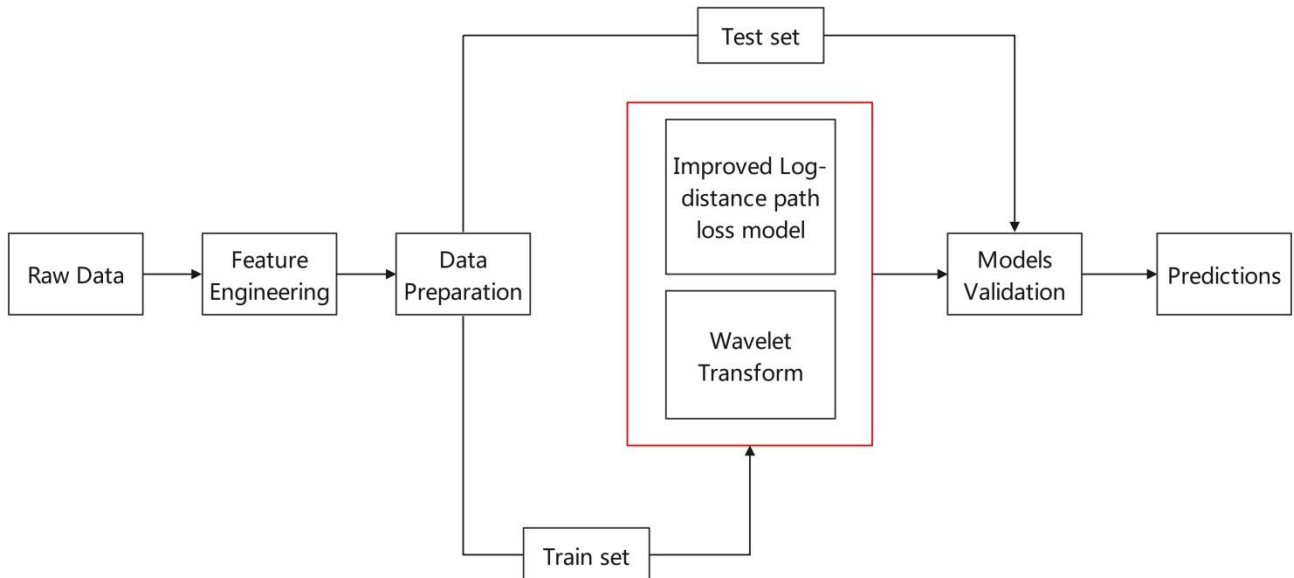 Test set
Improved Log-
distance path
loss model
Raw Data
Feature
Engineering
Data
Preparation
Models
Validation
Predictions
Wavelet
Transform
Train set